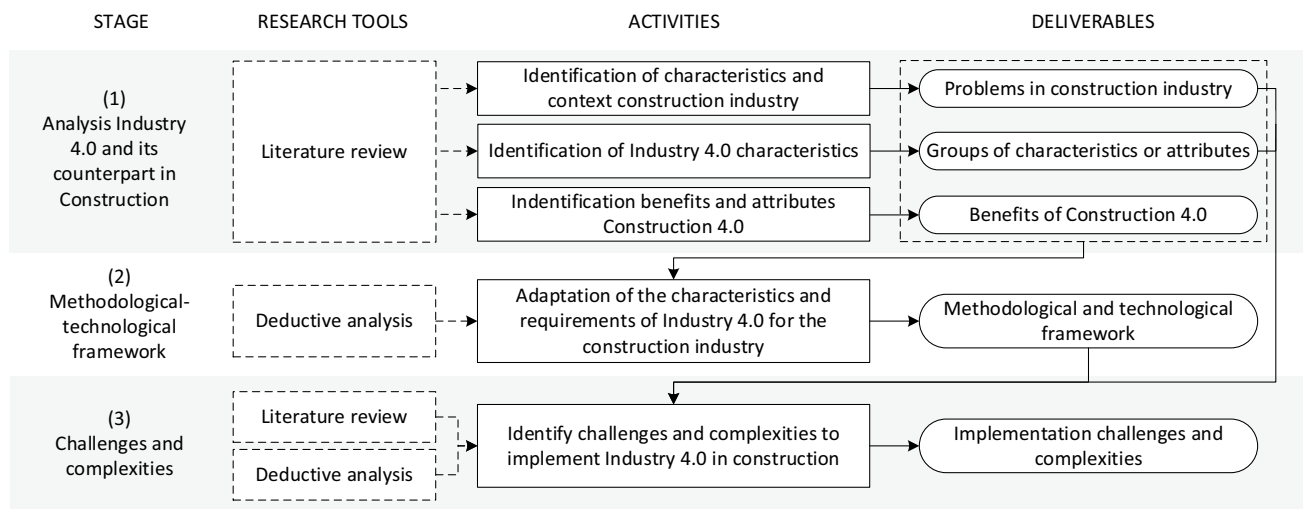 STAGE
RESEARCH TOOLS
ACTIVITIES
DELIVERABLES
(1)
Analysis Industry
4.0 and its
counterpart in
Construction
Literature review
Identification of characteristics and
context construction industry
Problems in construction industry
Identification of Industry 4.0 characteristics
Groups of characteristics or attributes
Indentification benefits and attributes
Construction 4.0
Benefits of Construction 4.0
(2)
Methodological-
technological
framework
Deductive analysis
Adaptation of the characteristics and
requirements of Industry 4.0 for the
construction industry
Methodological and technological
framework
(3)
Challenges and
complexities
Literature review
Deductive analysis
Identify challenges and complexities to
implement Industry 4.0 in construction
Implementation challenges and
complexities